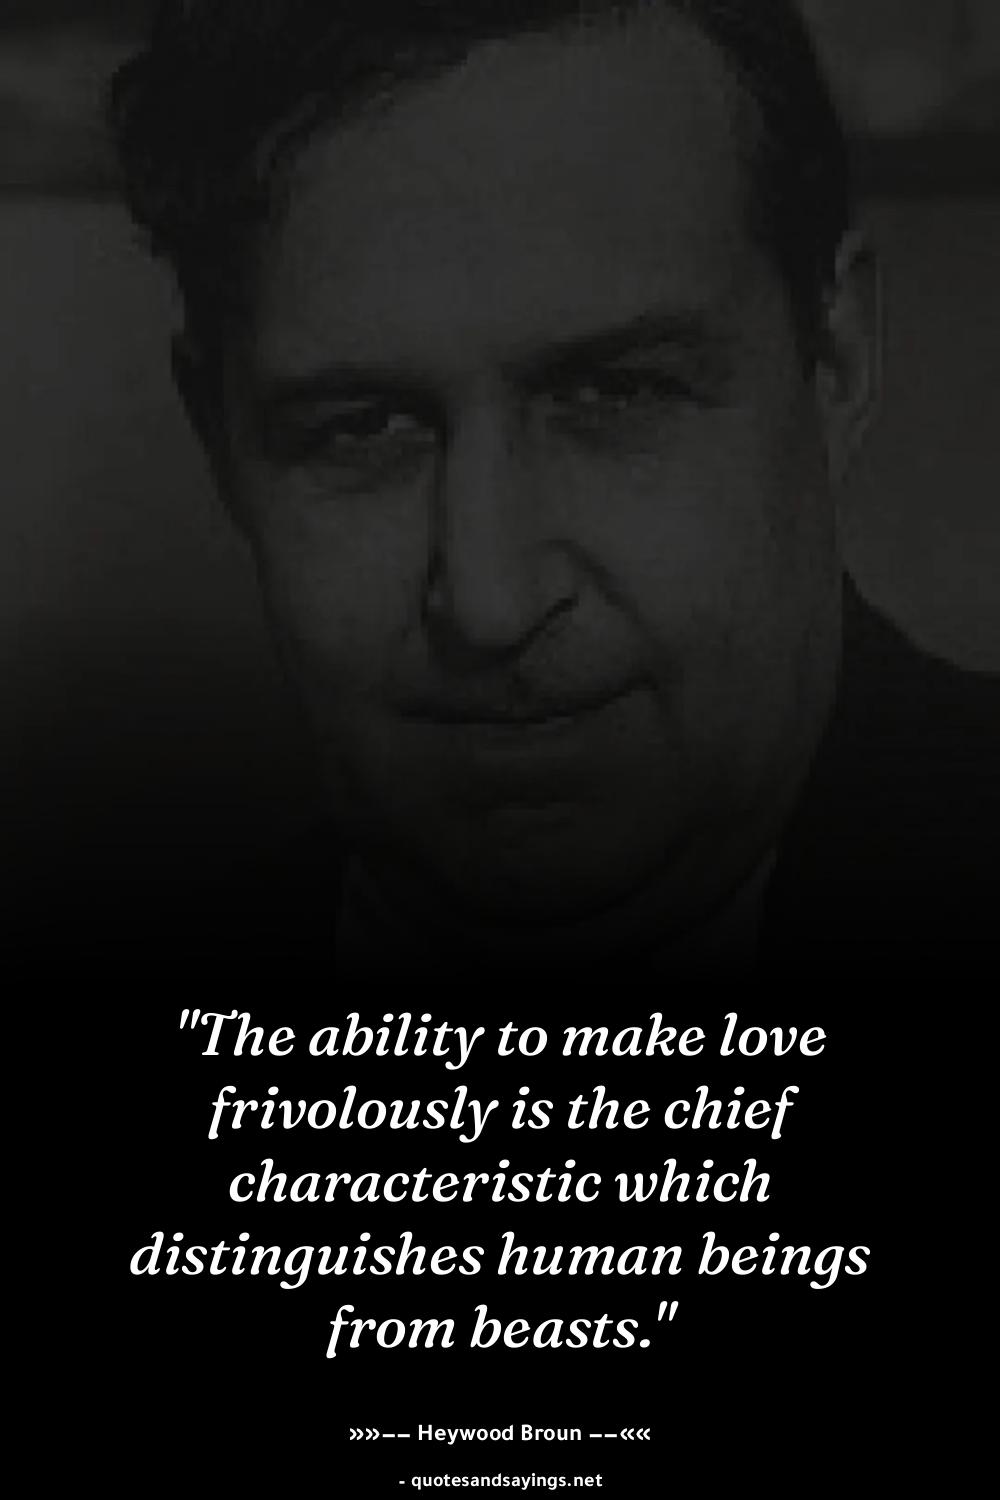 "The ability to make love
frivolously is the chief
characteristic which
distinguishes human beings
from beasts."
»»-- Heywood Broun --««
- quotesandsayings.net